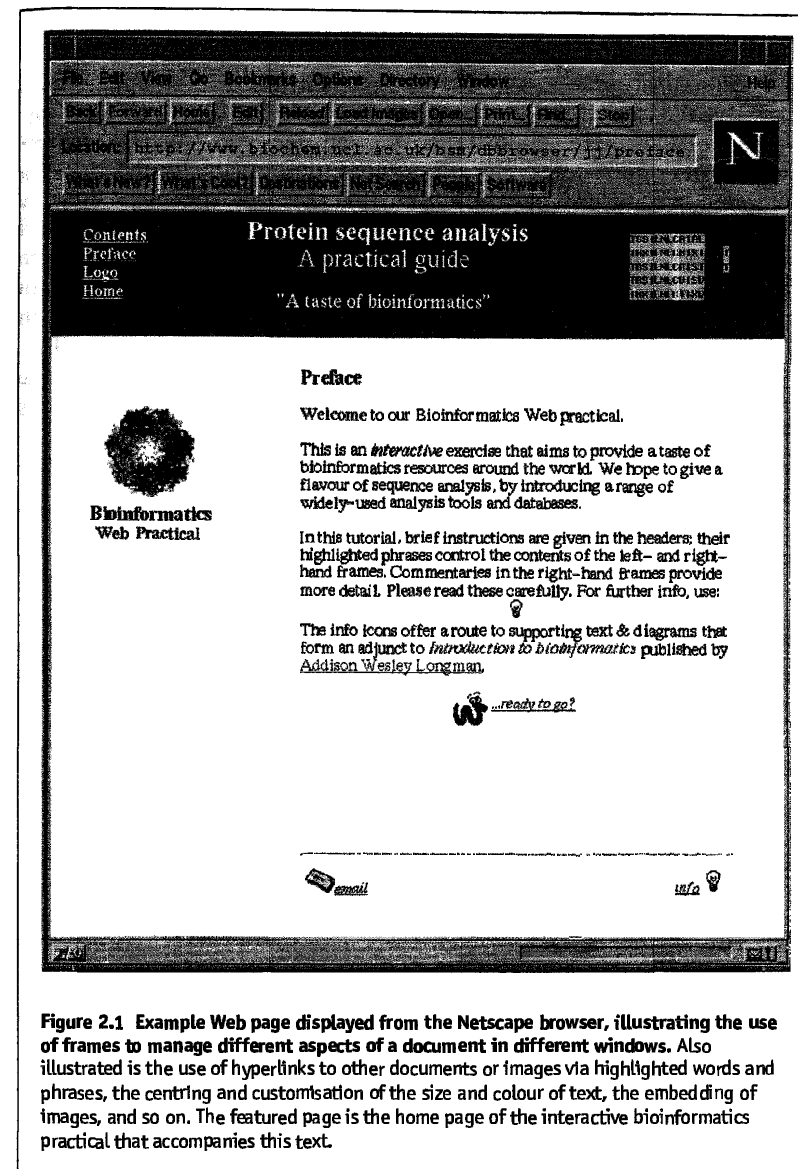 File Edit View Go Bookmarks Options Directory Window Help
Back Forward Home Edit Reload Load Images Open... Print... Find... Stop
Location: http://www.biochem.ucl.ac.uk/bsm/dbbrowser/jj/preface
N
What's New? What's Cool? Destinations Net Search People Software
Contents
Preface
Logo
Home
Protein sequence analysis
A practical guide
"A taste of bioinformatics"
Bioinformatics
Web Practical
Preface
Welcome to our Bioinformatics Web practical.
This is an interactive exercise that aims to provide a taste of
bioinformatics resources around the world. We hope to give a
flavour of sequence analysis, by introducing a range of
widely-used analysis tools and databases.
In this tutorial, brief instructions are given in the headers; their
highlighted phrases control the contents of the left- and right-
hand frames. Commentaries in the right-hand frames provide
more detail. Please read these carefully. For further info, use:
The info icons offer a route to supporting text & diagrams that
form an adjunct to Introduction to bioinformatics published by
Addison Wesley Longman.
...ready to go?
email
info
Figure 2.1 Example Web page displayed from the Netscape browser, illustrating the use
of frames to manage different aspects of a document in different windows. Also
illustrated is the use of hyperlinks to other documents or images via highlighted words and
phrases, the centring and customisation of the size and colour of text, the embedding of
images, and so on. The featured page is the home page of the interactive bioinformatics
practical that accompanies this text.